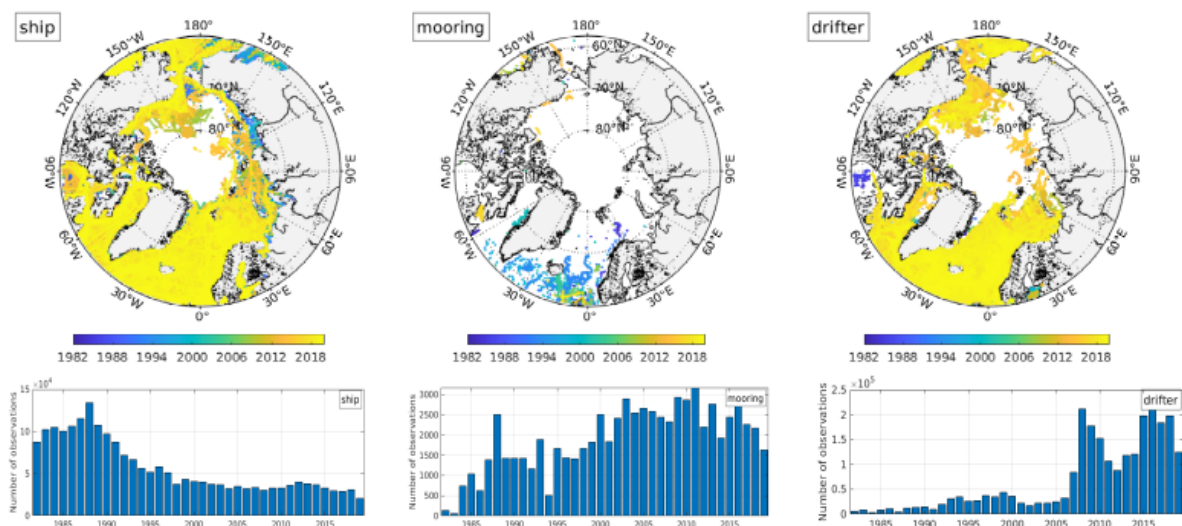 ship
180°
150°W
150°E
120°W
120°E
70°N
80°N
90°W
90°E
60°W
60°E
30°W
30°E
0°
1982 1988 1994 2000 2006 2012 2018
mooring
180°
150°W
150°E
60°N
120°W
120°E
70°N
80°N
90°W
90°E
60°W
60°E
30°W
30°E
0°
1982 1988 1994 2000 2006 2012 2018
drifter
180°
150°W
150°E
120°W
120°E
70°N
80°N
90°W
90°E
60°W
60°E
30°W
30°E
0°
1982 1988 1994 2000 2006 2012 2018
×10⁴
15
10
5
0
Number of observations
ship
1985 1990 1995 2000 2005 2010 2015
3000
2500
2000
1500
1000
500
0
Number of observations
mooring
1985 1990 1995 2000 2005 2010 2015
×10⁵
2.5
2
1.5
1
0.5
0
Number of observations
drifter
1985 1990 1995 2000 2005 2010 2015